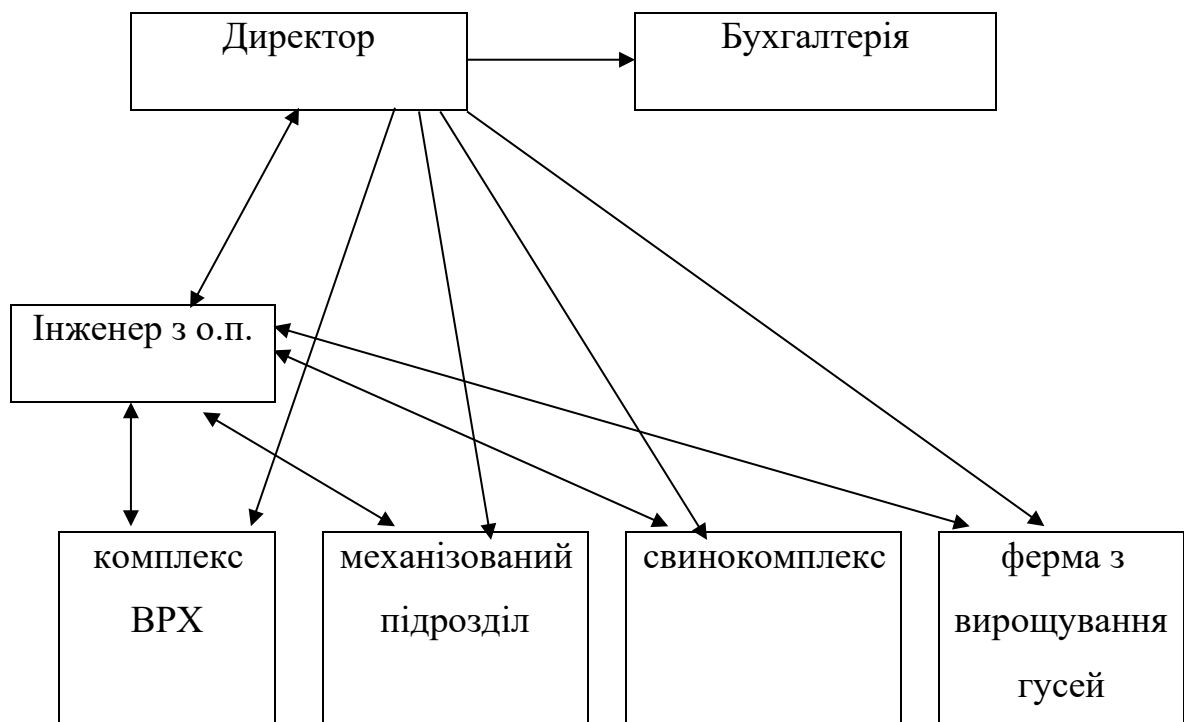 Директор
Бухгалтерія
Інженер з о.п.
комплекс
ВРХ
механізований
підрозділ
свинокомплекс
ферма з
вирощування
гусей